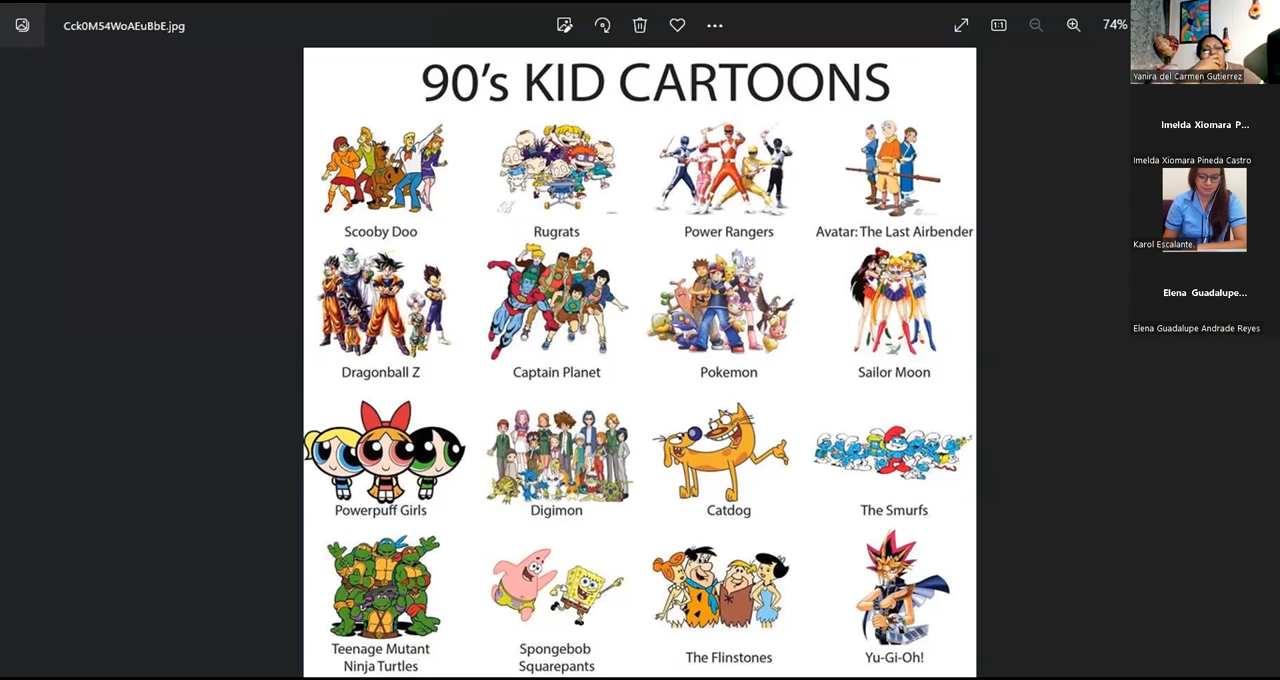 Cck0M54WoAEuBbE.jpg
74%
90's KID CARTOONS
Scooby Doo
Rugrats
Power Rangers
Avatar: The Last Airbender
Dragonball Z
Captain Planet
Pokemon
Sailor Moon
Powerpuff Girls
Digimon
Catdog
The Smurfs
Teenage Mutant
Ninja Turtles
Spongebob
Squarepants
The Flinstones
Yu-Gi-Oh!
Yanira del Carmen Gutierrez
Imelda Xiomara P...
Imelda Xiomara Pineda Castro
Karol Escalante.
Elena Guadalupe...
Elena Guadalupe Andrade Reyes